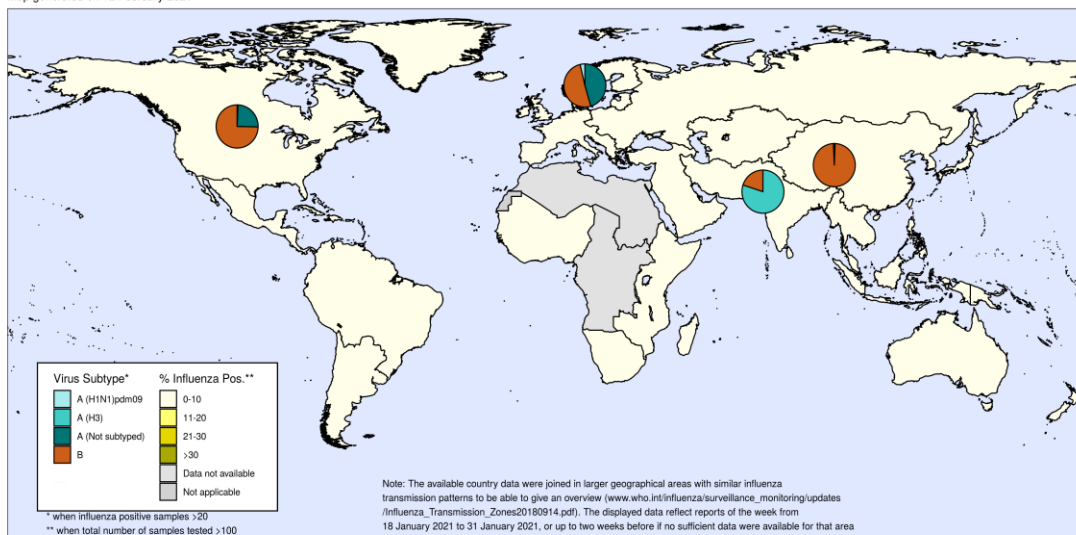 Virus Subtype*
A (H1N1)pdm09
A (H3)
A (Not subtyped)
B
% Influenza Pos.**
0-10
11-20
21-30
>30
Data not available
Not applicable
* when influenza positive samples >20
** when total number of samples tested >100
Note: The available country data were joined in larger geographical areas with similar influenza
transmission patterns to be able to give an overview (www.who.int/influenza/surveillance_monitoring/updates
/Influenza_Transmission_Zones20180914.pdf). The displayed data reflect reports of the week from
18 January 2021 to 31 January 2021, or up to two weeks before if no sufficient data were available for that area